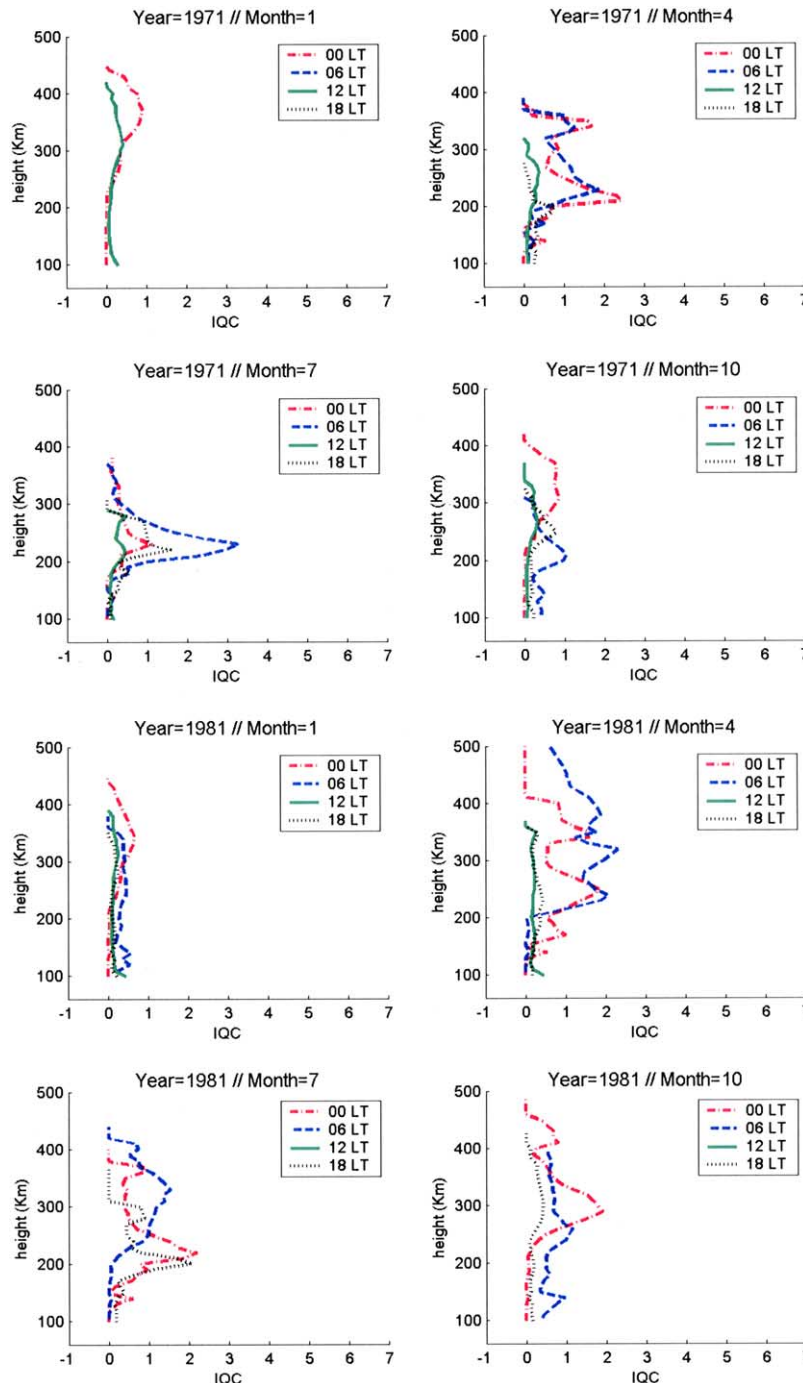 Year=1971 // Month=1
500
400
300
200
100
height (Km)
00 LT
06 LT
12 LT
18 LT
-1 0 1 2 3 4 5 6 7
IQC
Year=1971 // Month=4
500
400
300
200
100
height (Km)
00 LT
06 LT
12 LT
18 LT
-1 0 1 2 3 4 5 6 7
IQC
Year=1971 // Month=7
500
400
300
200
100
height (Km)
00 LT
06 LT
12 LT
18 LT
-1 0 1 2 3 4 5 6 7
IQC
Year=1971 // Month=10
500
400
300
200
100
height (Km)
00 LT
06 LT
12 LT
18 LT
-1 0 1 2 3 4 5 6 7
IQC
Year=1981 // Month=1
500
400
300
200
100
height (Km)
00 LT
06 LT
12 LT
18 LT
-1 0 1 2 3 4 5 6 7
IQC
Year=1981 // Month=4
500
400
300
200
100
height (Km)
00 LT
06 LT
12 LT
18 LT
-1 0 1 2 3 4 5 6 7
IQC
Year=1981 // Month=7
500
400
300
200
100
height (Km)
00 LT
06 LT
12 LT
18 LT
-1 0 1 2 3 4 5 6 7
IQC
Year=1981 // Month=10
500
400
300
200
100
height (Km)
00 LT
06 LT
12 LT
18 LT
-1 0 1 2 3 4 5 6 7
IQC